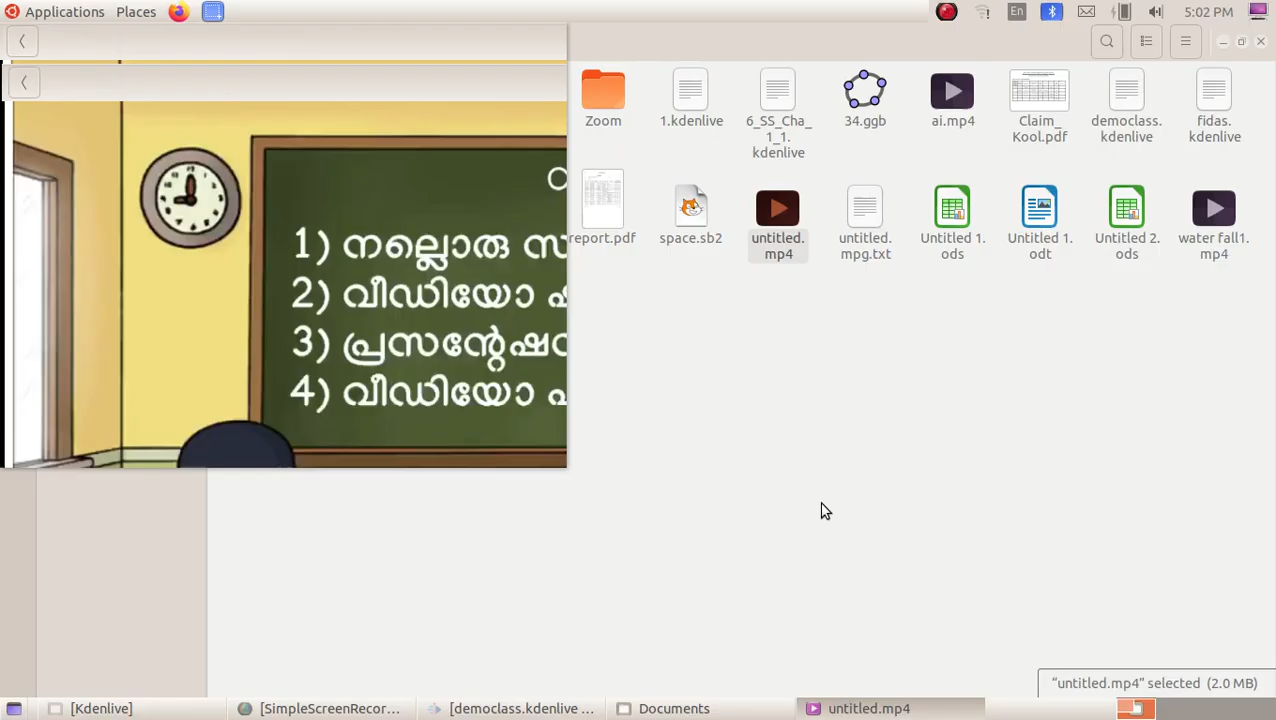 Applications Places En 5:02 PM
1) നല്ലൊരു
2) വീഡിയോ
3)
4) വീഡിയോ
Zoom
1.kdenlive
6_SS_Cha_
1_1.
kdenlive
34.ggb
ai.mp4
Claim_
Kool.pdf
democlass.
kdenlive
fidas.
kdenlive
report.pdf
space.sb2
untitled.
mp4
untitled.
mpg.txt
Untitled 1.
ods
Untitled 1.
odt
Untitled 2.
ods
water fall1.
mp4
“untitled.mp4” selected (2.0 MB)
[Kdenlive] [SimpleScreenRecor... [democlass.kdenlive ... Documents untitled.mp4